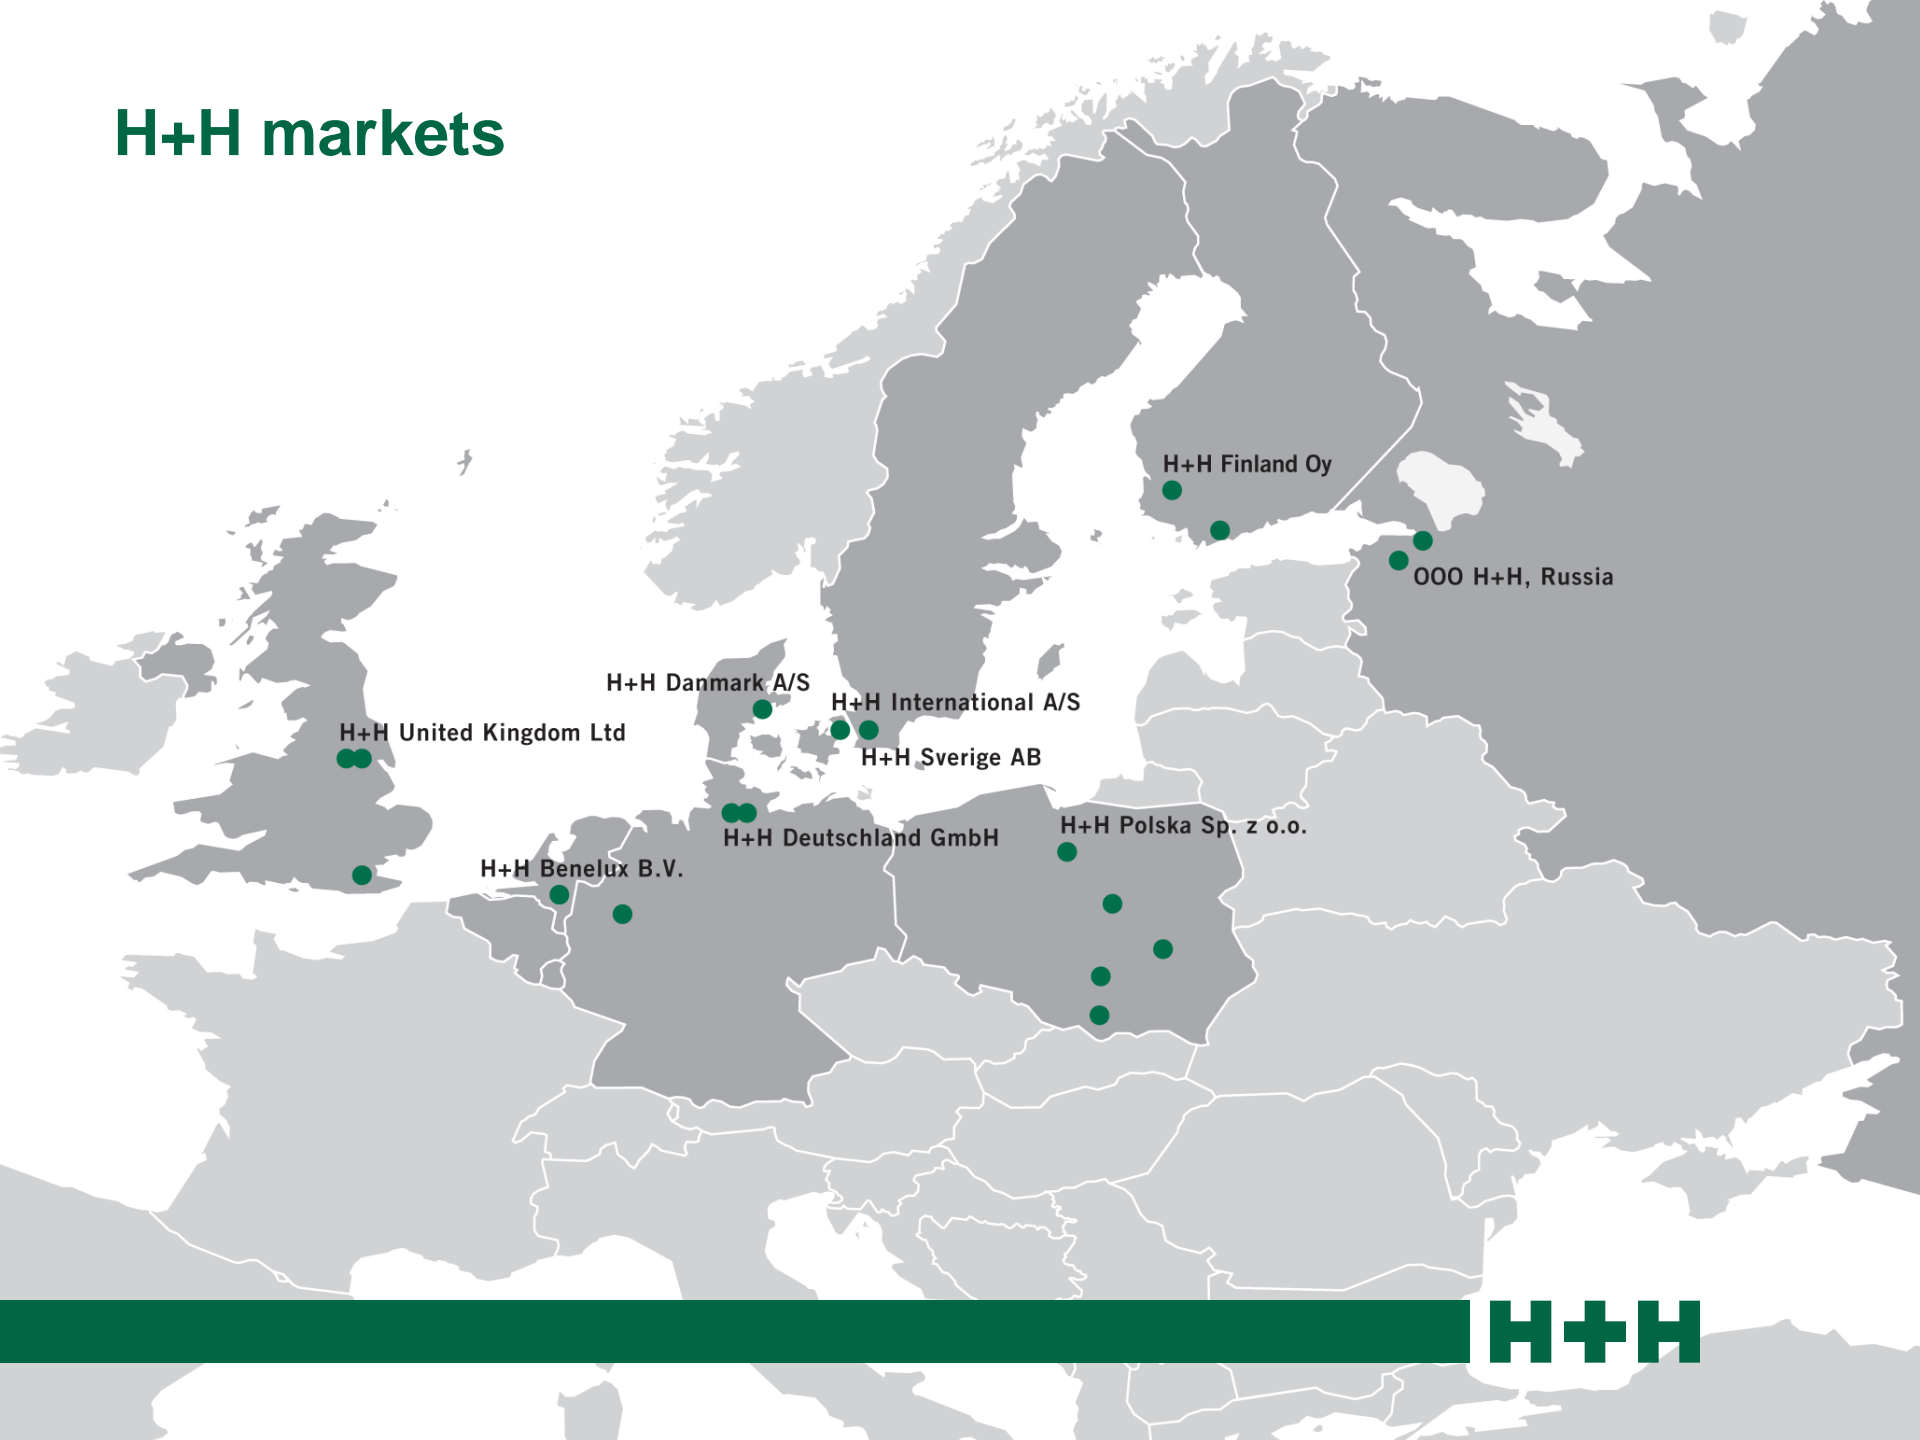 H+H markets
H+H Finland Oy
OOO H+H, Russia
H+H Danmark A/S
H+H International A/S
H+H United Kingdom Ltd
H+H Sverige AB
H+H Polska Sp. z o.o.
H+H Deutschland GmbH
H+H Benelux B.V.
H+H